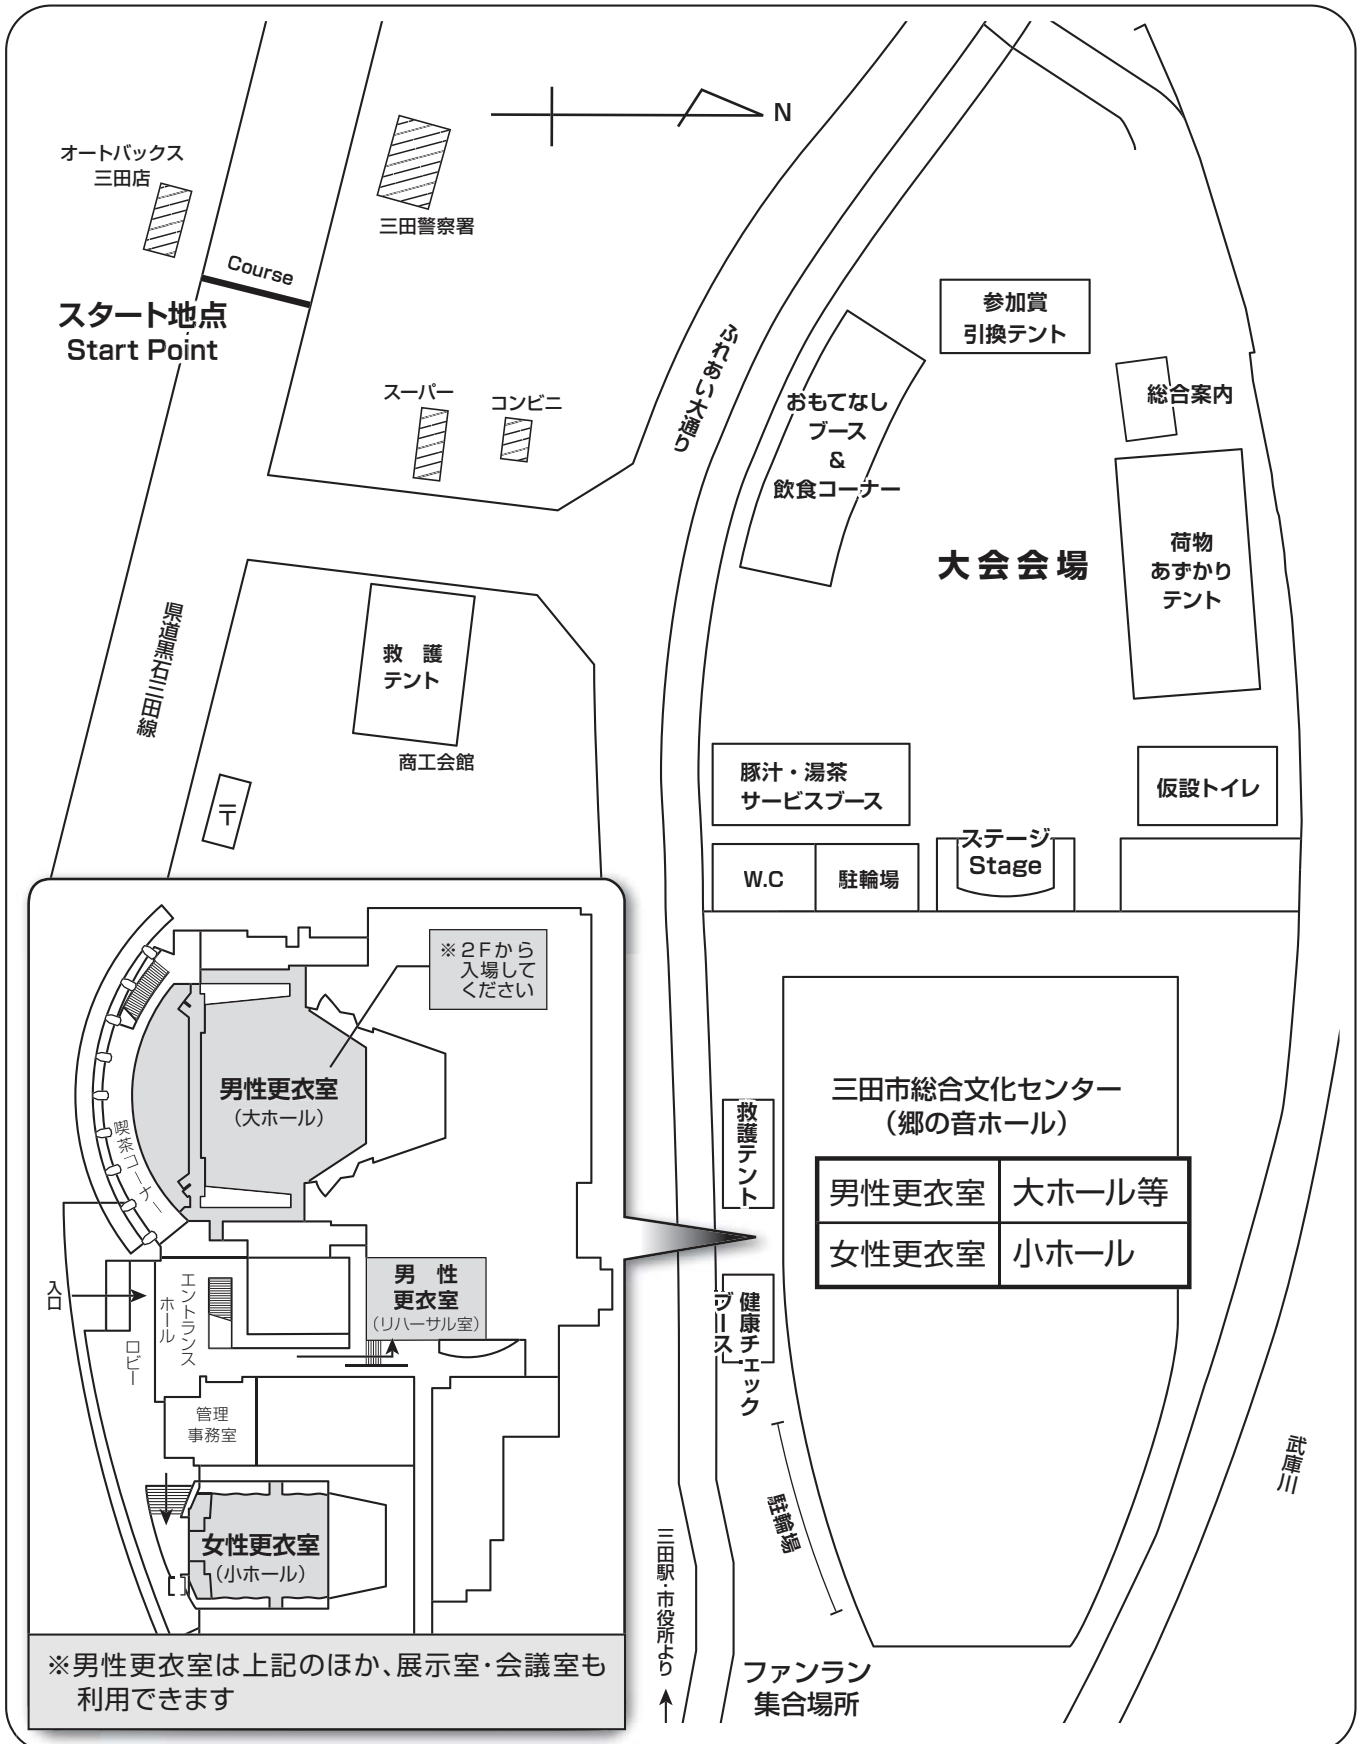 N
オートバックス
三田店
三田警察署
Course
スタート地点
Start Point
スーパー
コンビニ
ふれあい大通り
参加賞
引換テント
総合案内
おもてなし
ブース
&
飲食コーナー
大会会場
荷物
あずかり
テント
県道黒石三田線
救 護
テント
商工会館
〒
豚汁・湯茶
サービスブース
仮設トイレ
W.C
駐輪場
ステージ
Stage
※2Fから
入場して
ください
男性更衣室
(大ホール)
喫茶コーナー
入口
エントランス
ホール
ロビー
男 性
更衣室
(リハーサル室)
管理
事務室
女性更衣室
(小ホール)
※男性更衣室は上記のほか、展示室・会議室も
利用できます
三田市総合文化センター
(郷の音ホール)
男性更衣室 大ホール等
女性更衣室 小ホール
救護テント
健康チェック
ブース
駐輪場
武庫川
三田駅・市役所より
ファンラン
集合場所